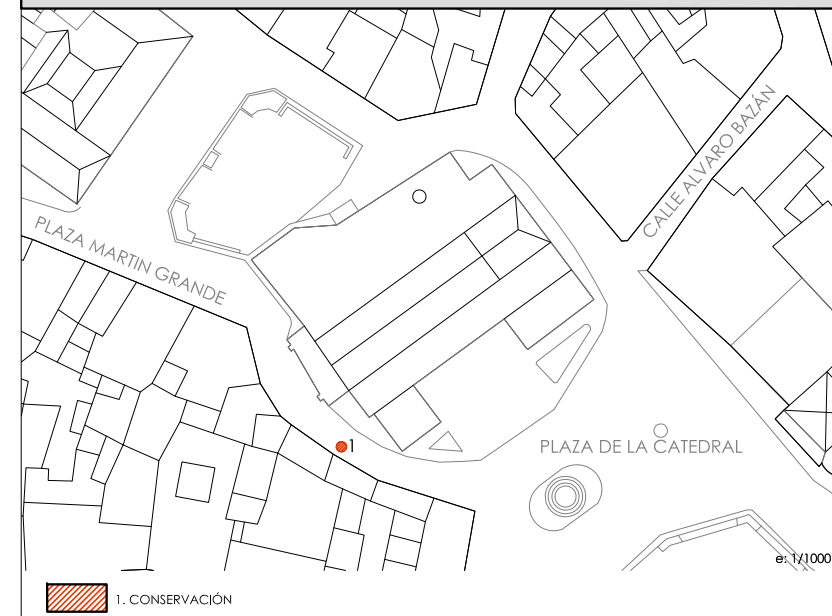 CALLE ALVARO BAZÁN
PLAZA MARTIN GRANDE
1
PLAZA DE LA CATEDRAL
e: 1/1000
1. CONSERVACIÓN